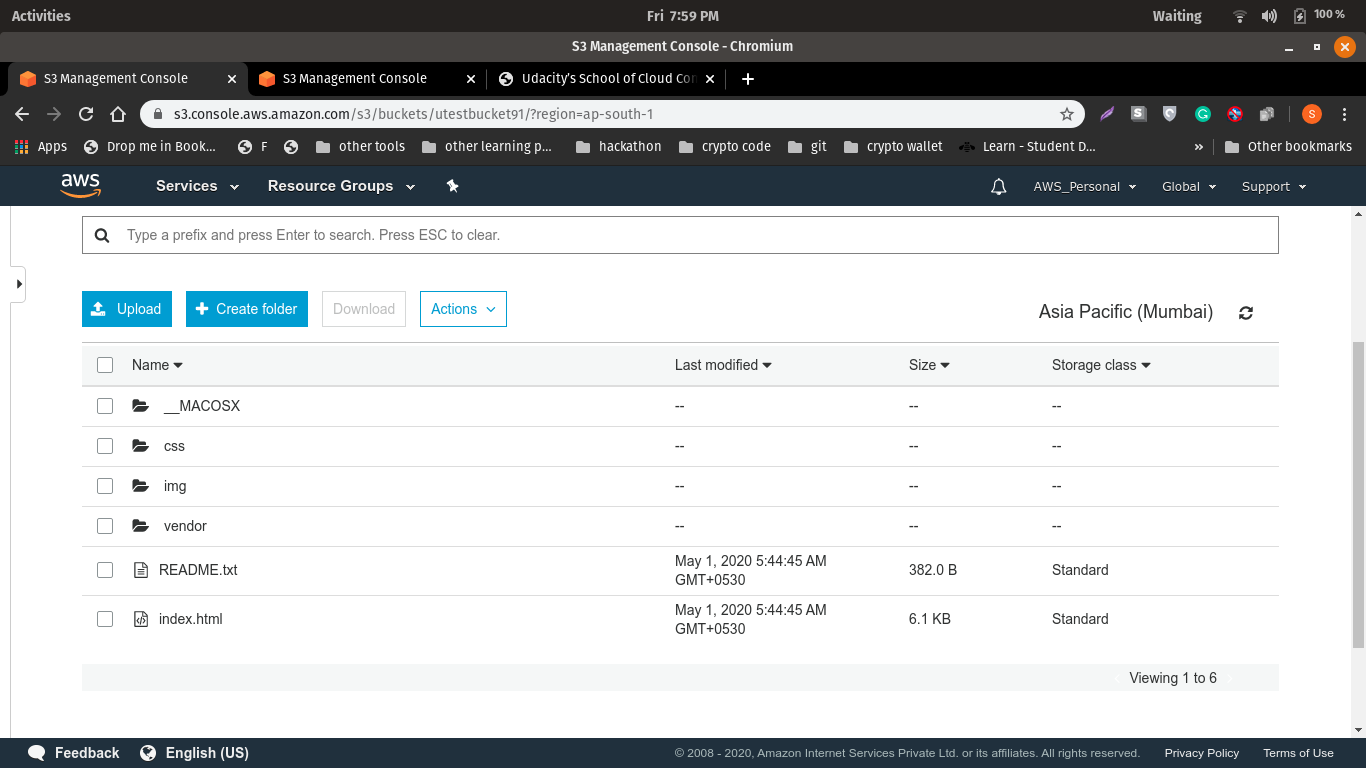 Activities
Fri 7:59 PM
Waiting
100 %
S3 Management Console - Chromium
S3 Management Console
S3 Management Console
Udacity's School of Cloud Con
s3.console.aws.amazon.com/s3/buckets/utestbucket91/?region=ap-south-1
S
S
Apps
Drop me in Book...
F
other tools
other learning p...
hackathon
crypto code
git
crypto wallet
Learn - Student D...
»
Other bookmarks
aws
Services
Resource Groups
AWS_Personal
Global
Support
Type a prefix and press Enter to search. Press ESC to clear.
Upload
Create folder
Download
Actions
Asia Pacific (Mumbai)
Name
Last modified
Size
Storage class
__MACOSX -- -- --
css -- -- --
img -- -- --
vendor -- -- --
README.txt May 1, 2020 5:44:45 AM 382.0 B Standard
GMT+0530
index.html May 1, 2020 5:44:45 AM 6.1 KB Standard
GMT+0530
Viewing 1 to 6
Feedback
English (US)
© 2008 - 2020, Amazon Internet Services Private Ltd. or its affiliates. All rights reserved.
Privacy Policy
Terms of Use